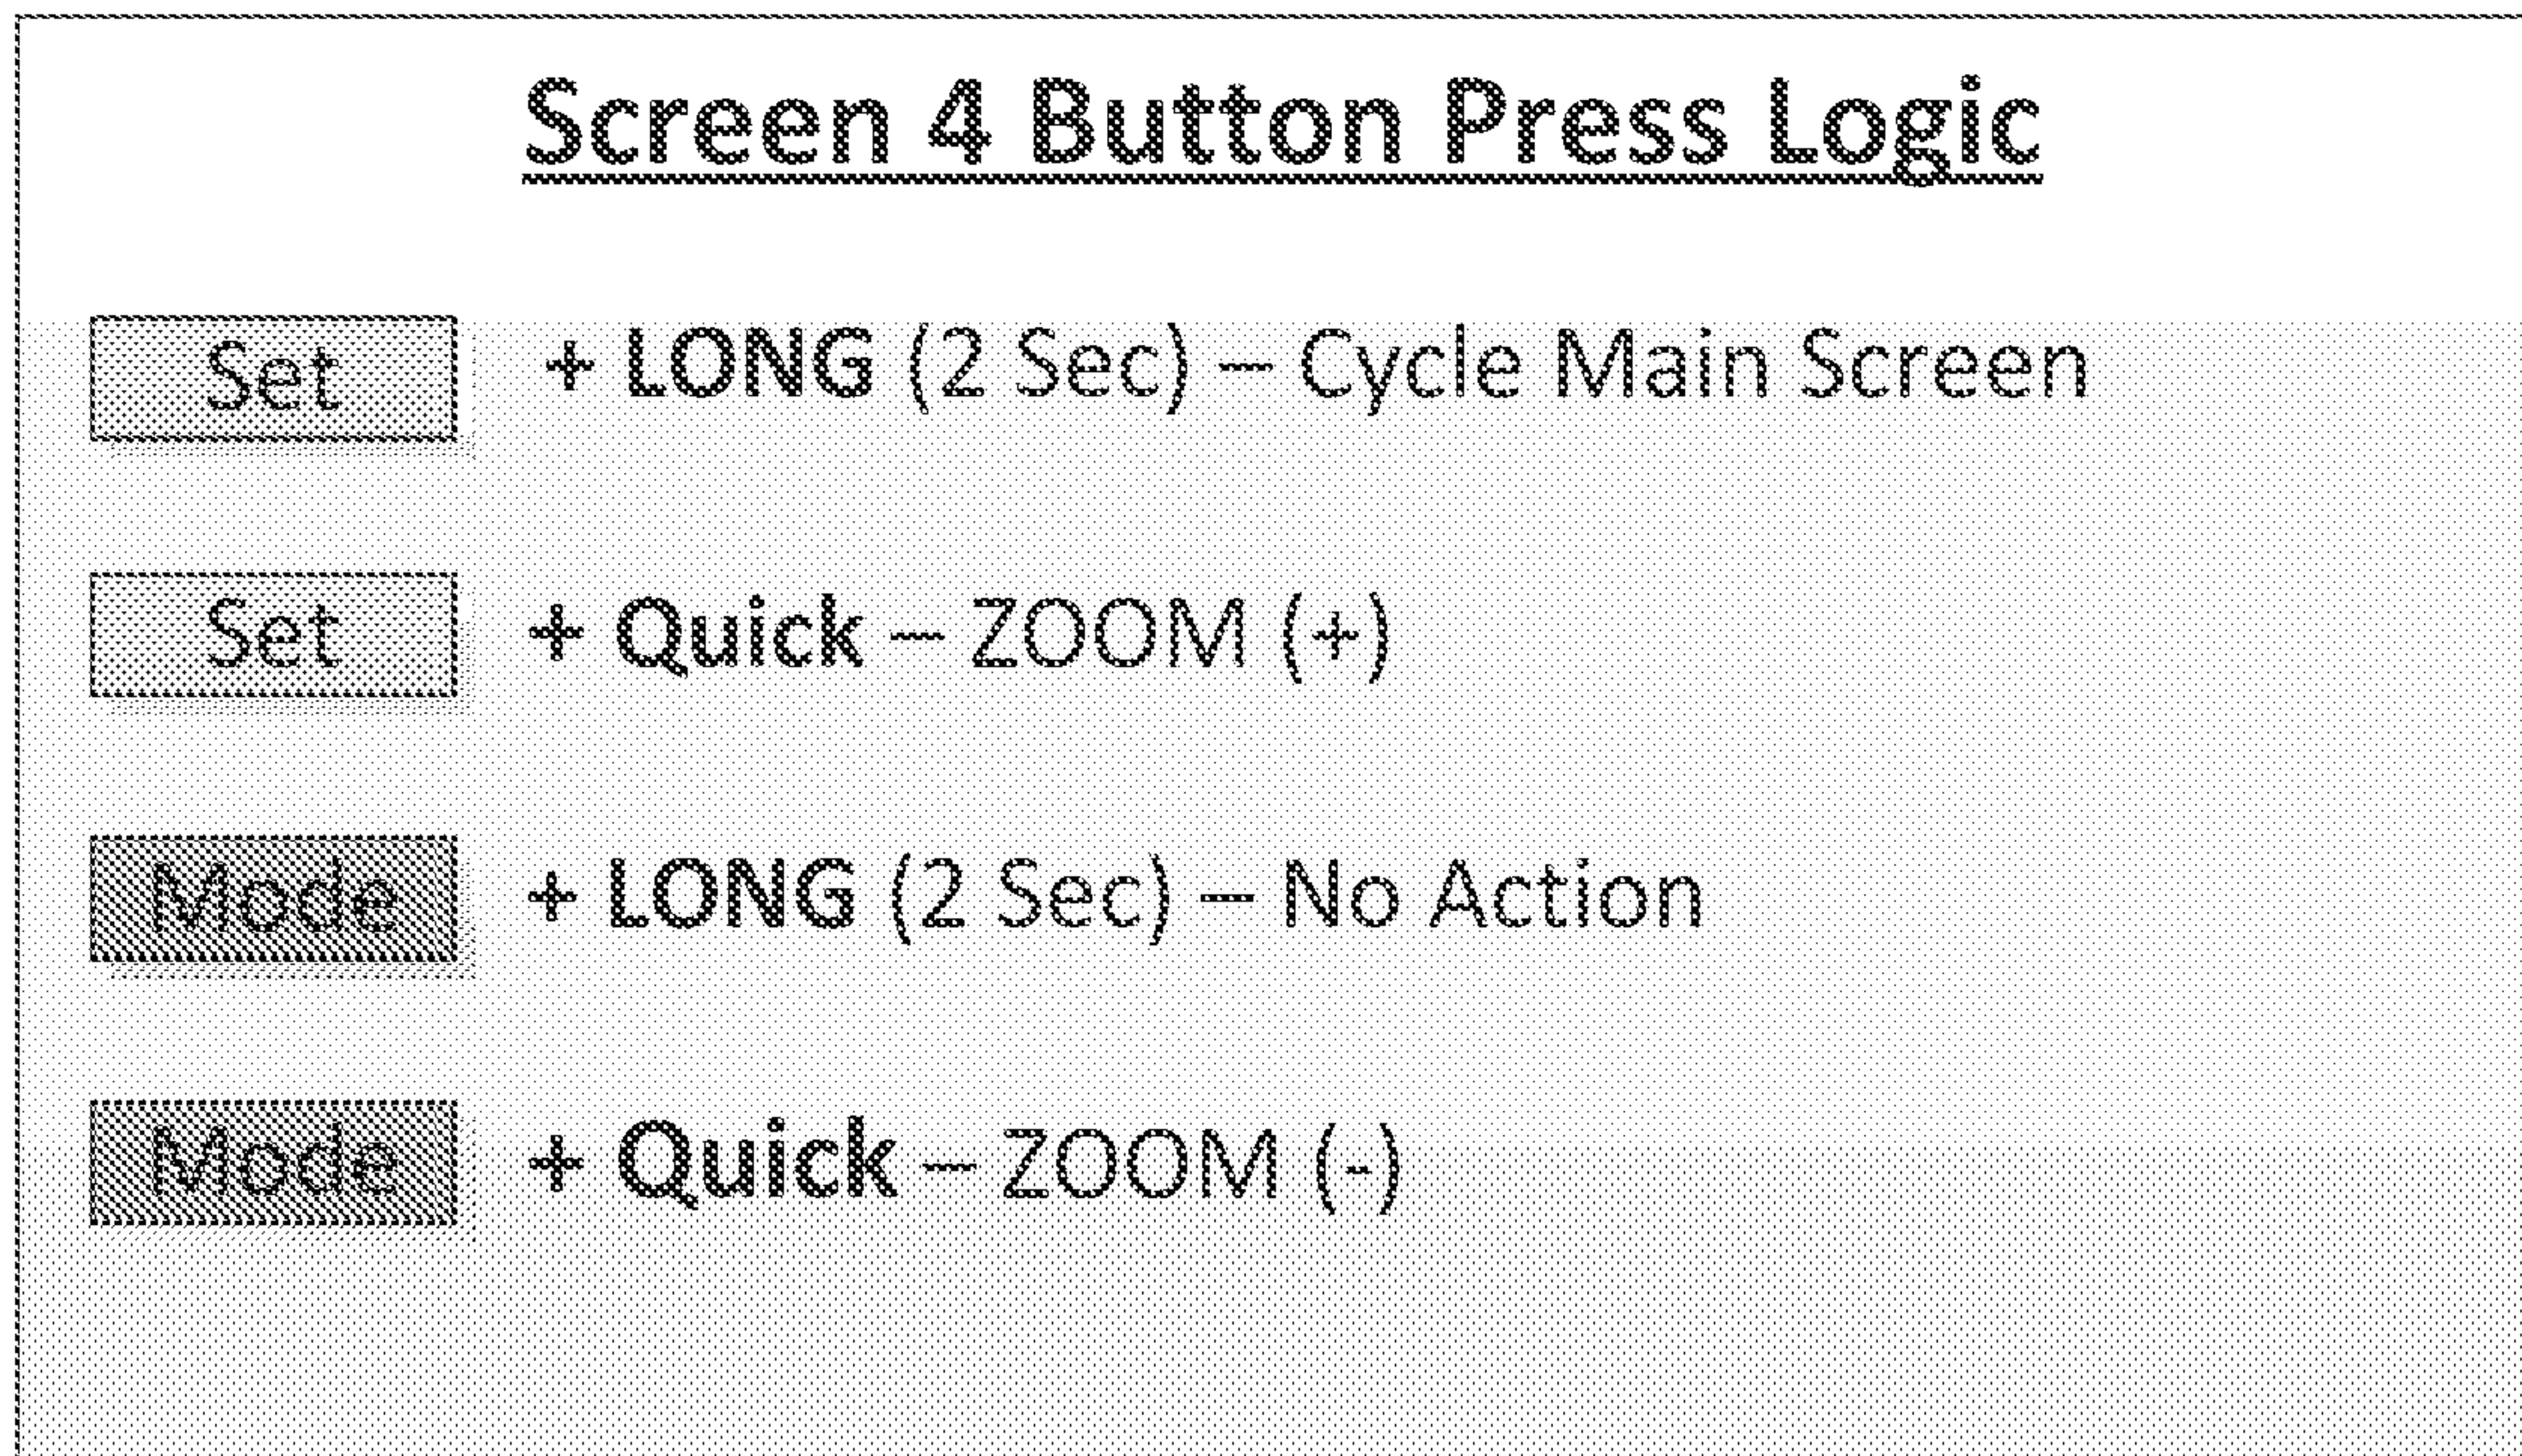 Screen 4 Button Press Logic
Set + LONG (2 Sec) – Cycle Main Screen
Set + Quick – ZOOM (+)
Mode + LONG (2 Sec) – No Action
Mode + Quick – ZOOM (-)